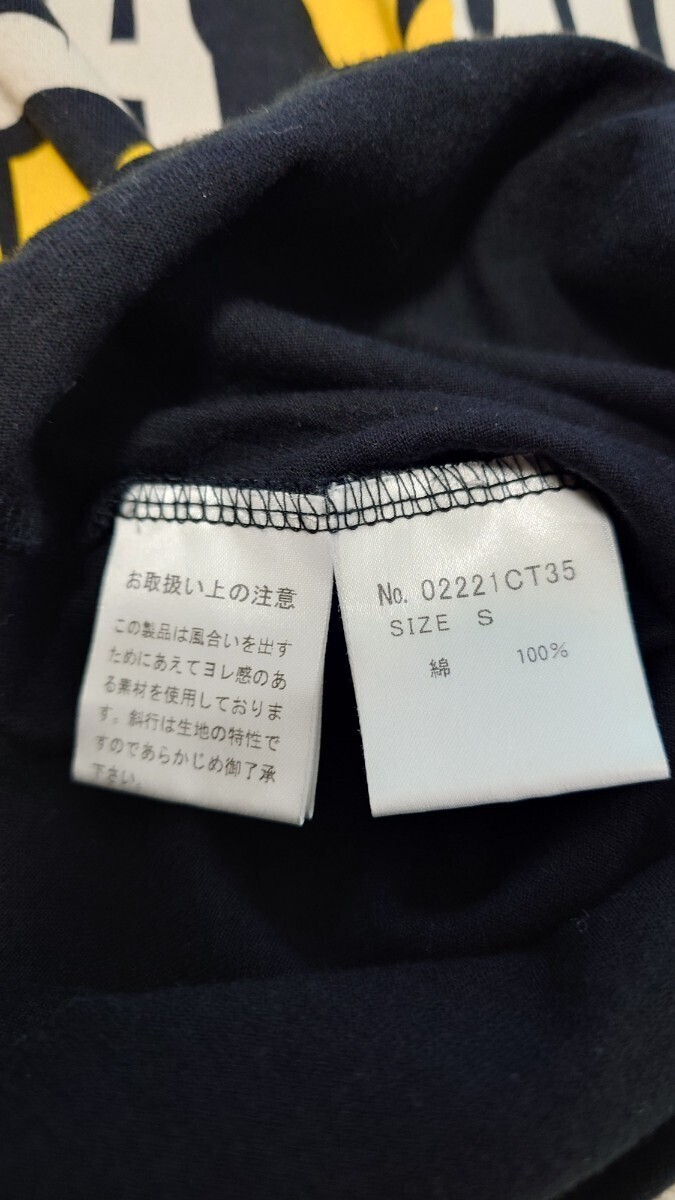 お取扱い上の注意
この製品は風合いを出す
ためにあえてヨレ感のあ
る素材を使用しておりま
す。斜行は生地の特性で
すのであらかじめ御了承
下さい。
No. 02221CT35
SIZE S
綿 100%